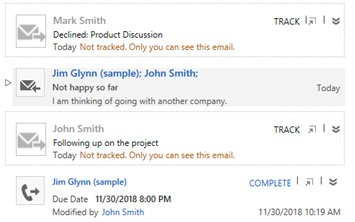 Mark Smith TRACK
Declined: Product Discussion
Today Not tracked. Only you can see this email.
Jim Glynn (sample); John Smith;
Not happy so far Today
I am thinking of going with another company.
John Smith TRACK
Following up on the project
Today Not tracked. Only you can see this email.
Jim Glynn (sample) COMPLETE
Due Date 11/30/2018 8:00 PM
Modified by John Smith 11/30/2018 10:19 AM